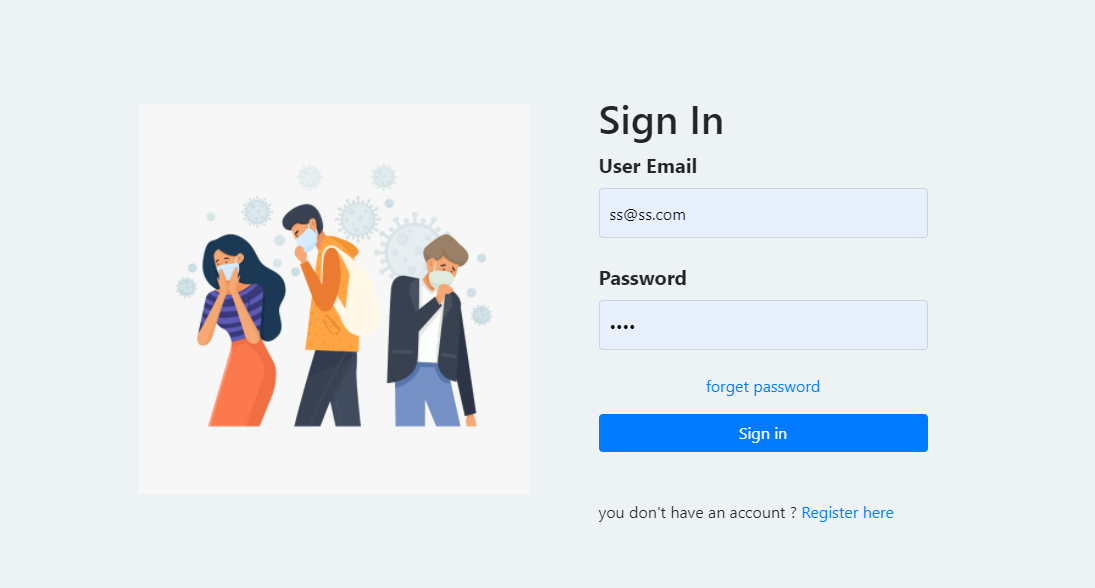 Sign In
User Email
ss@ss.com
Password
••••
forget password
Sign in
you don't have an account ? Register here